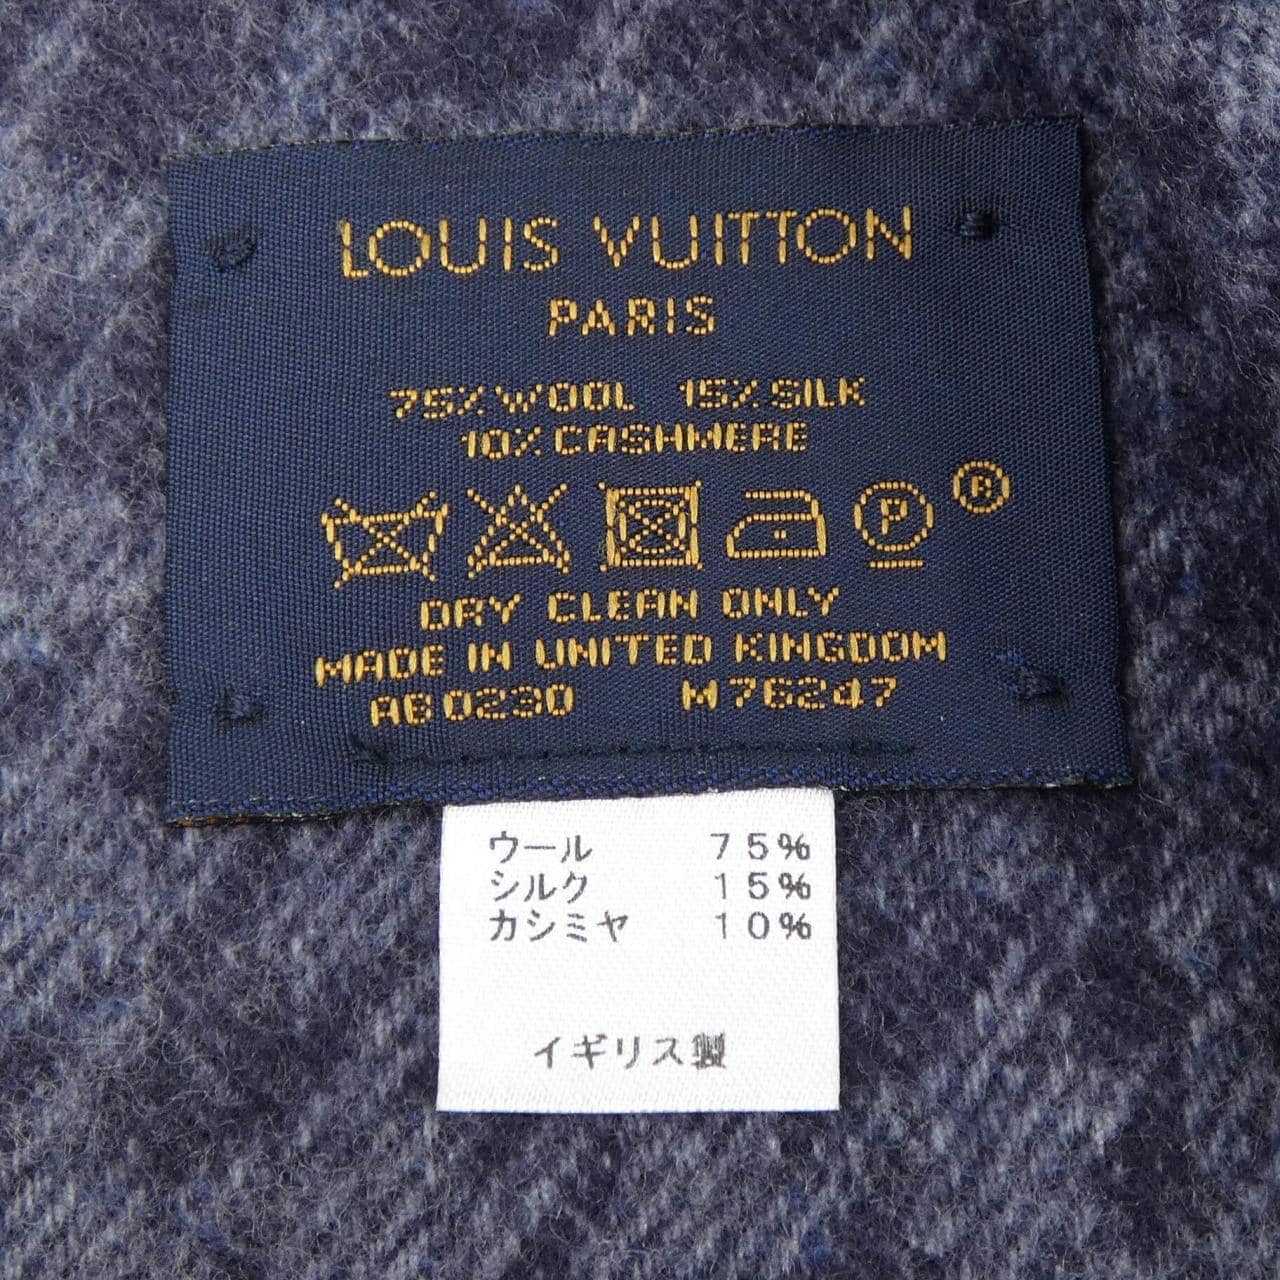 LOUIS VUITTON
PARIS
75% WOOL 15% SILK
10% CASHMERE
P ®
DRY CLEAN ONLY
MADE IN UNITED KINGDOM
AB0230 M76247
ウール 75%
シルク 15%
カシミヤ 10%
イギリス製